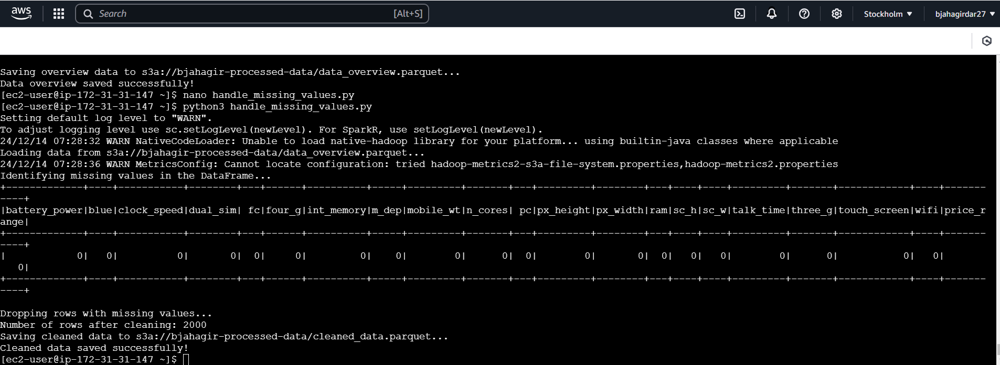 aws
Search [Alt+S]
Stockholm ▼
bjahagirdar27 ▼
Saving overview data to s3a://bjahagir-processed-data/data_overview.parquet...
Data overview saved successfully!
[ec2-user@ip-172-31-31-147 ~]$ nano handle_missing_values.py
[ec2-user@ip-172-31-31-147 ~]$ python3 handle_missing_values.py
Setting default log level to "WARN".
To adjust logging level use sc.setLogLevel(newLevel). For SparkR, use setLogLevel(newLevel).
24/12/14 07:28:32 WARN NativeCodeLoader: Unable to load native-hadoop library for your platform... using builtin-java classes where applicable
Loading data from s3a://bjahagir-processed-data/data_overview.parquet...
24/12/14 07:28:36 WARN MetricsConfig: Cannot locate configuration: tried hadoop-metrics2-s3a-file-system.properties,hadoop-metrics2.properties
Identifying missing values in the DataFrame...
+-------------+----+-----------+--------+---+------+----------+-----+---------+-------+---+---------+--------+---+----+----+---------+-------+------------+----+-------
----+
|battery_power|blue|clock_speed|dual_sim| fc|four_g|int_memory|m_dep|mobile_wt|n_cores| pc|px_height|px_width|ram|sc_h|sc_w|talk_time|three_g|touch_screen|wifi|price_r
ange|
+-------------+----+-----------+--------+---+------+----------+-----+---------+-------+---+---------+--------+---+----+----+---------+-------+------------+----+-------
----+
|            0|   0|          0|       0|  0|     0|         0|    0|        0|      0|  0|        0|       0|  0|   0|   0|        0|      0|           0|   0|
   0|
+-------------+----+-----------+--------+---+------+----------+-----+---------+-------+---+---------+--------+---+----+----+---------+-------+------------+----+-------
----+
Dropping rows with missing values...
Number of rows after cleaning: 2000
Saving cleaned data to s3a://bjahagir-processed-data/cleaned_data.parquet...
Cleaned data saved successfully!
[ec2-user@ip-172-31-31-147 ~]$